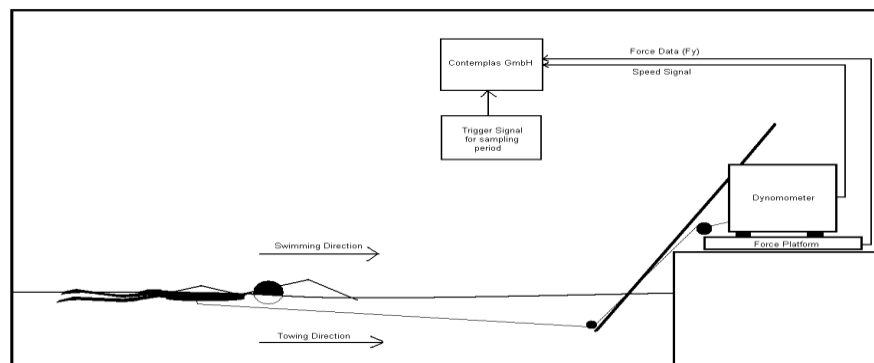 Force Data (Fy)
Contemplas GmbH
Speed Signal
Trigger Signal
for sampling
period
Dynomometer
Force Platform
Swimming Direction
Towing Direction